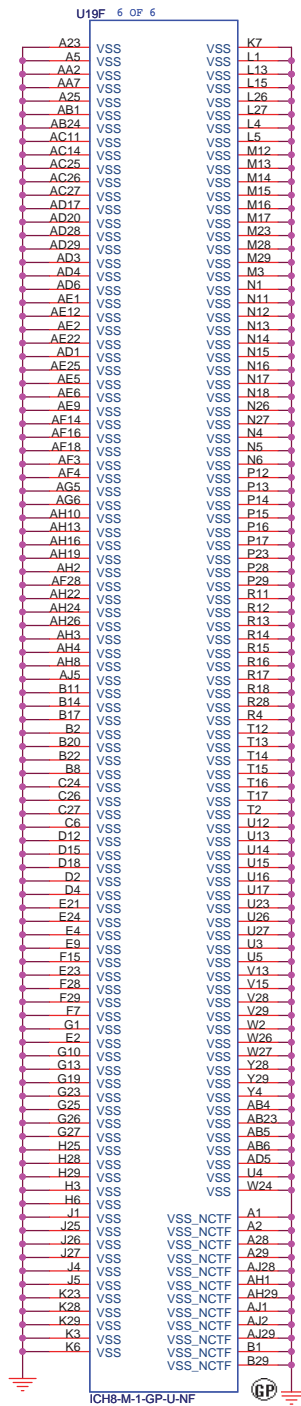 U19F 6 OF 6
A23 VSS VSS K7
A5 VSS VSS L1
AA2 VSS VSS L13
AA7 VSS VSS L15
A25 VSS VSS L26
AB1 VSS VSS L27
AB24 VSS VSS L4
AC11 VSS VSS L5
AC14 VSS VSS M12
AC25 VSS VSS M13
AC26 VSS VSS M14
AC27 VSS VSS M15
AD17 VSS VSS M16
AD20 VSS VSS M17
AD28 VSS VSS M23
AD29 VSS VSS M28
AD3 VSS VSS M29
AD4 VSS VSS M3
AD6 VSS VSS N1
AE1 VSS VSS N11
AE12 VSS VSS N12
AE2 VSS VSS N13
AE22 VSS VSS N14
AD1 VSS VSS N15
AE25 VSS VSS N16
AE5 VSS VSS N17
AE6 VSS VSS N18
AE9 VSS VSS N26
AF14 VSS VSS N27
AF16 VSS VSS N4
AF18 VSS VSS N5
AF3 VSS VSS N6
AF4 VSS VSS P12
AG5 VSS VSS P13
AG6 VSS VSS P14
AH10 VSS VSS P15
AH13 VSS VSS P16
AH16 VSS VSS P17
AH19 VSS VSS P23
AH2 VSS VSS P28
AF28 VSS VSS P29
AH22 VSS VSS R11
AH24 VSS VSS R12
AH26 VSS VSS R13
AH3 VSS VSS R14
AH4 VSS VSS R15
AH8 VSS VSS R16
AJ5 VSS VSS R17
B11 VSS VSS R18
B14 VSS VSS R28
B17 VSS VSS R4
B2 VSS VSS T12
B20 VSS VSS T13
B22 VSS VSS T14
B8 VSS VSS T15
C24 VSS VSS T16
C26 VSS VSS T17
C27 VSS VSS T2
C6 VSS VSS U12
D12 VSS VSS U13
D15 VSS VSS U14
D18 VSS VSS U15
D2 VSS VSS U16
D4 VSS VSS U17
E21 VSS VSS U23
E24 VSS VSS U26
E4 VSS VSS U27
E9 VSS VSS U3
F15 VSS VSS U5
E23 VSS VSS V13
F28 VSS VSS V15
F29 VSS VSS V28
F7 VSS VSS V29
G1 VSS VSS W2
E2 VSS VSS W26
G10 VSS VSS W27
G13 VSS VSS Y28
G19 VSS VSS Y29
G23 VSS VSS Y4
G25 VSS VSS AB4
G26 VSS VSS AB23
G27 VSS VSS AB5
H25 VSS VSS AB6
H28 VSS VSS AD5
H29 VSS VSS U4
H3 VSS VSS W24
H6 VSS
J1 VSS VSS_NCTF A1
J25 VSS VSS_NCTF A2
J26 VSS VSS_NCTF A28
J27 VSS VSS_NCTF A29
J4 VSS VSS_NCTF AJ28
J5 VSS VSS_NCTF AH1
K23 VSS VSS_NCTF AH29
K28 VSS VSS_NCTF AJ1
K29 VSS VSS_NCTF AJ2
K3 VSS VSS_NCTF AJ29
K6 VSS VSS_NCTF B1
VSS_NCTF B29
GP
ICH8-M-1-GP-U-NF